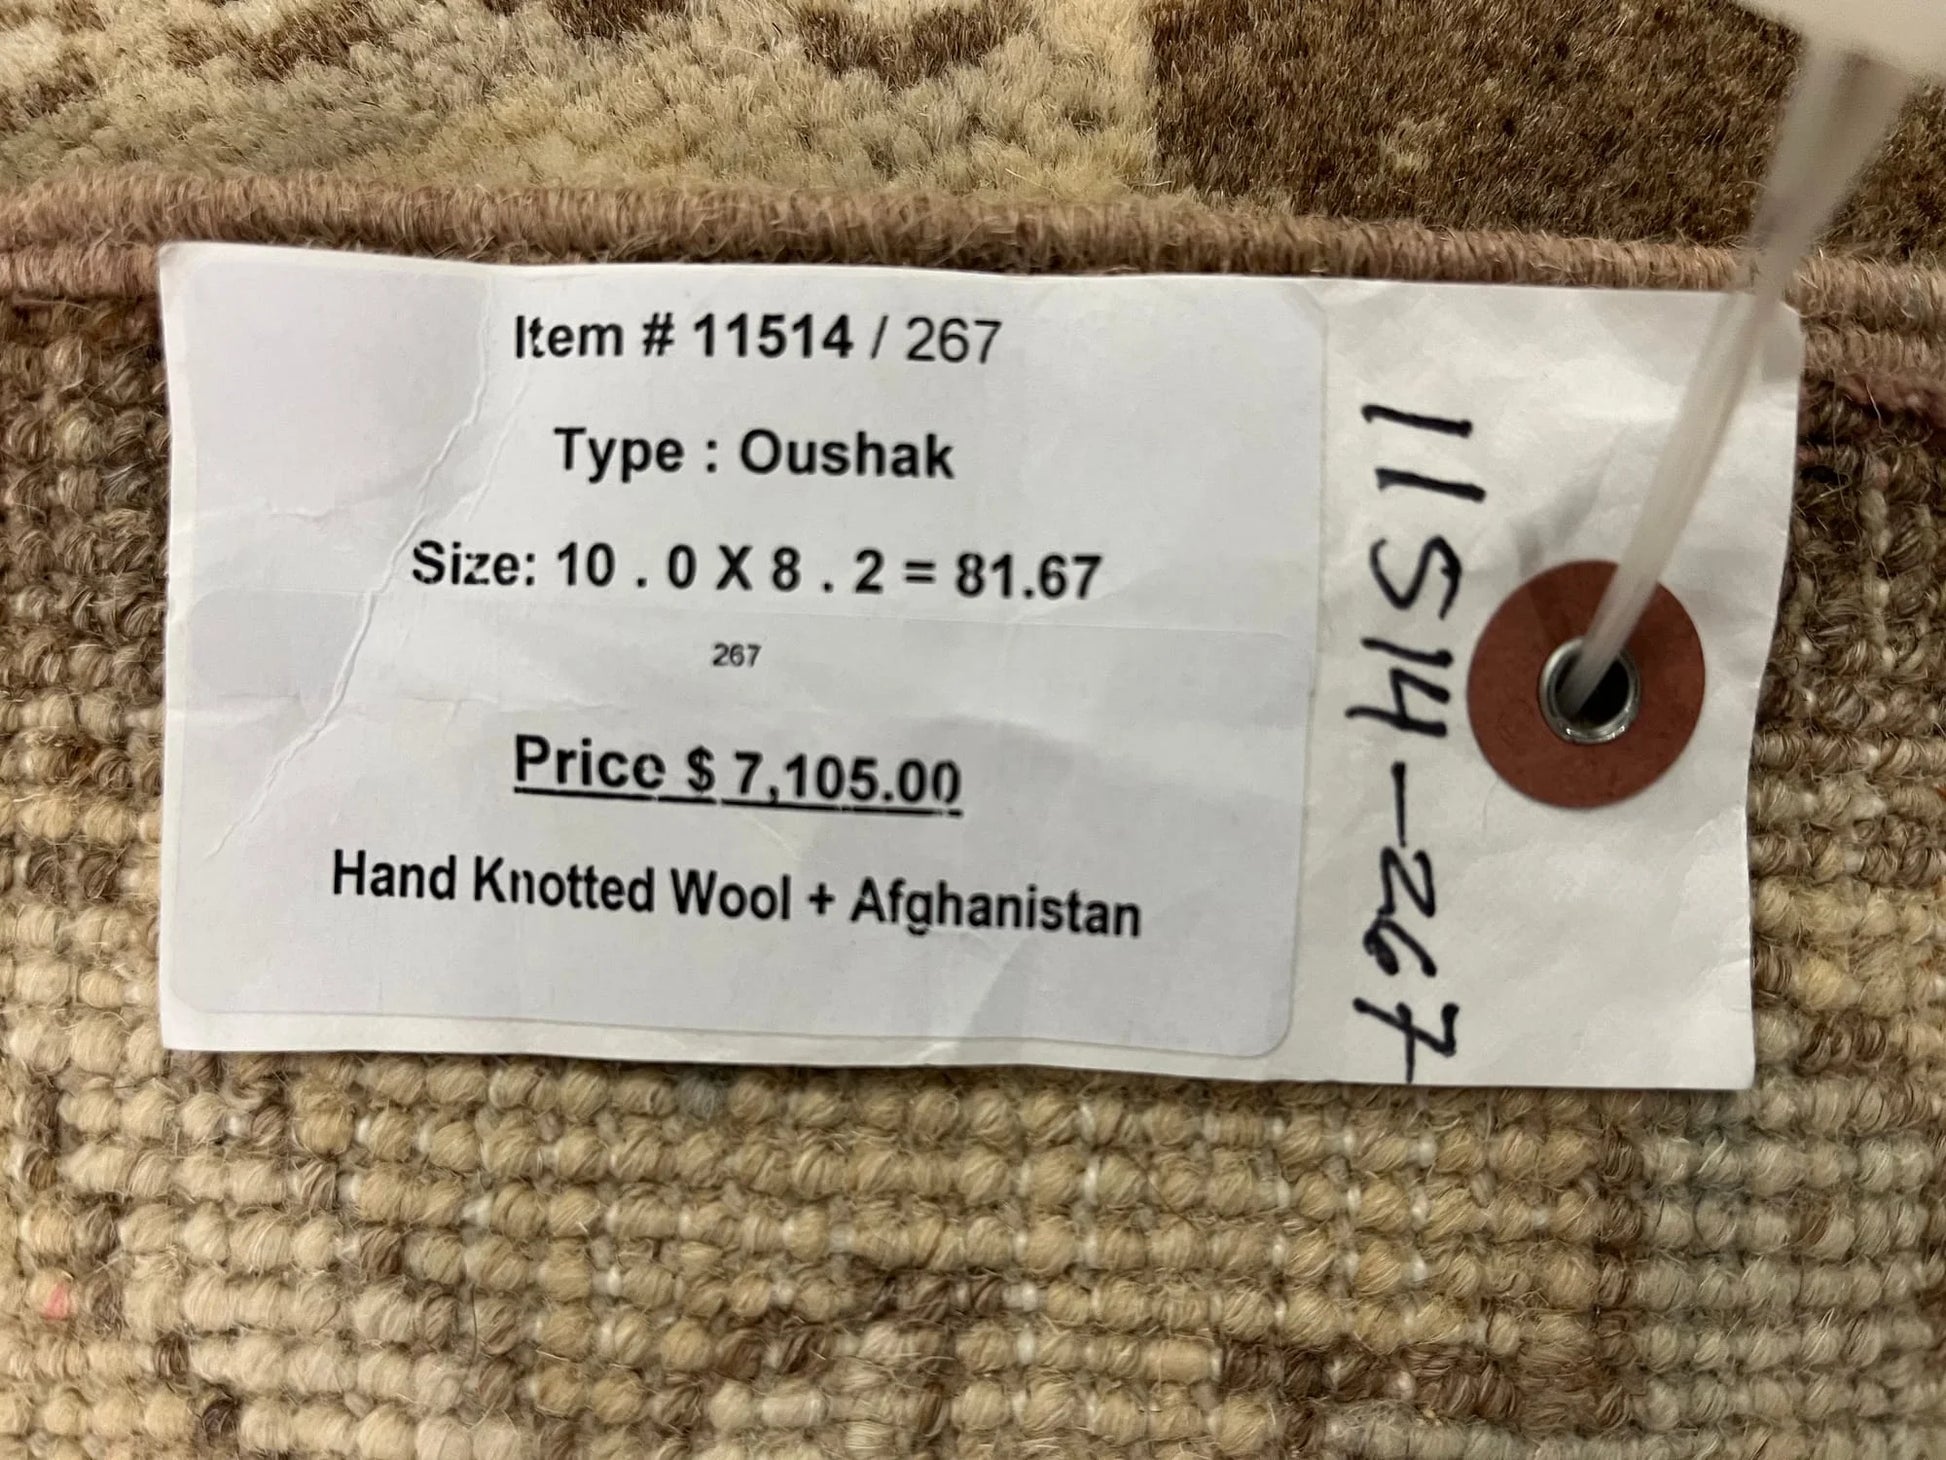 Item # 11514 / 267
Type : Oushak
Size: 10 . 0 X 8 . 2 = 81.67
267
Price $ 7,105.00
Hand Knotted Wool + Afghanistan
11514-267